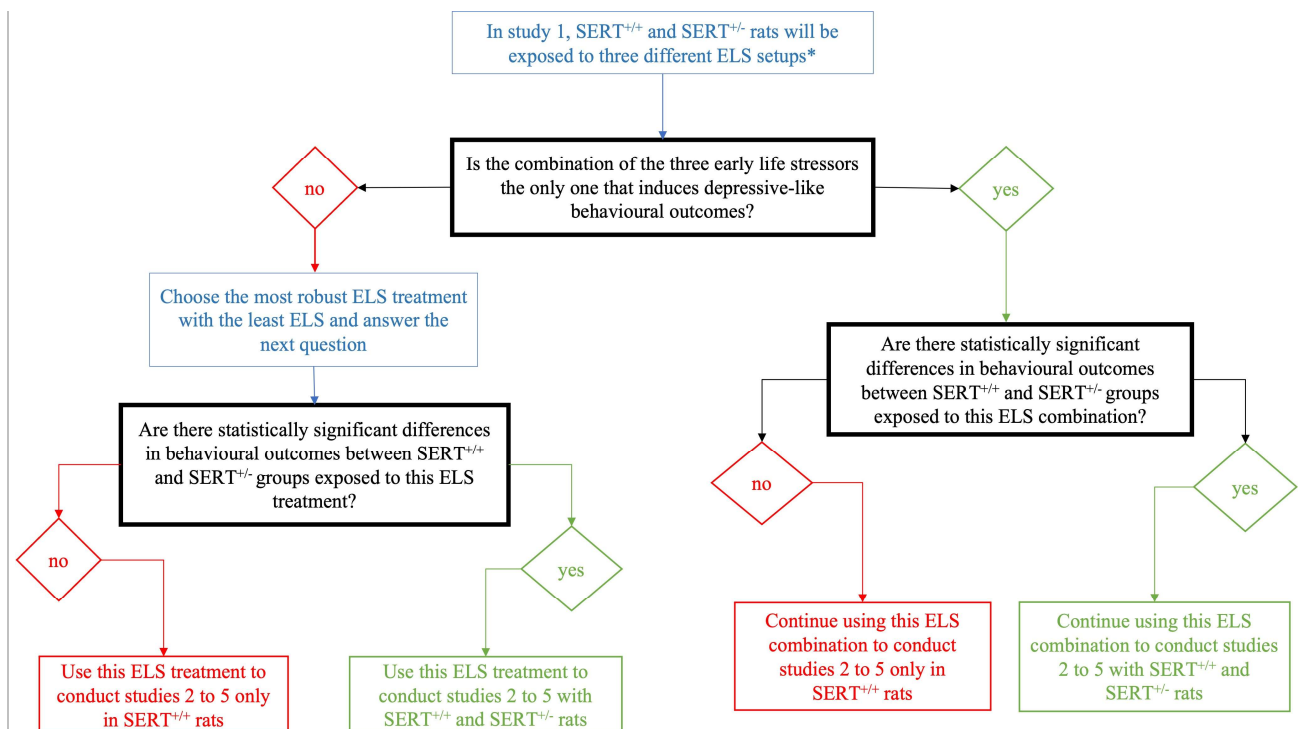 In study 1, SERT+/+ and SERT+/- rats will be
exposed to three different ELS setups*
Is the combination of the three early life stressors
the only one that induces depressive-like
behavioural outcomes?
no
yes
Choose the most robust ELS treatment
with the least ELS and answer the
next question
Are there statistically significant
differences in behavioural outcomes
between SERT+/+ and SERT+/- groups
exposed to this ELS combination?
Are there statistically significant differences
in behavioural outcomes between SERT+/+
and SERT+/- groups exposed to this ELS
treatment?
no
yes
no
yes
Use this ELS treatment to
conduct studies 2 to 5 only
in SERT+/+ rats
Use this ELS treatment to
conduct studies 2 to 5 with
SERT+/+ and SERT+/- rats
Continue using this ELS
combination to conduct
studies 2 to 5 only in
SERT+/+ rats
Continue using this ELS
combination to conduct studies
2 to 5 with SERT+/+ and
SERT+/- rats